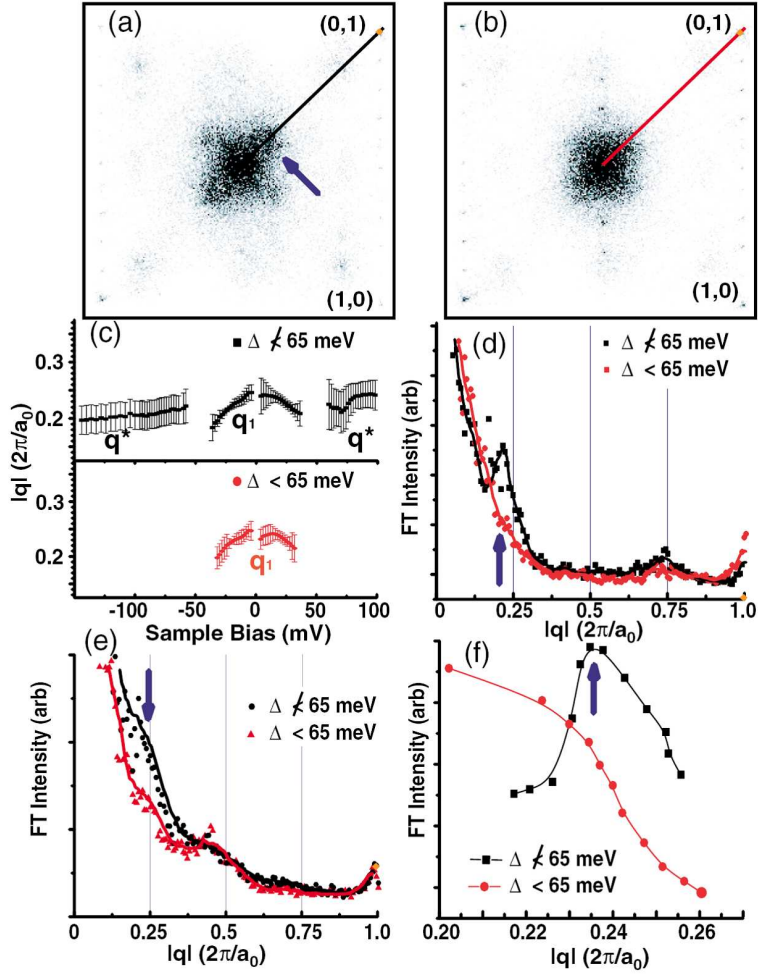 (a)
(0,1)
(1,0)
(b)
(0,1)
(1,0)
(c)
Δ ≮ 65 meV
0.3
0.2
q*
q₁
q*
Δ < 65 meV
0.3
0.2
q₁
|q| (2π/a₀)
-100 -50 0 50 100
Sample Bias (mV)
(d)
Δ ≮ 65 meV
Δ < 65 meV
FT Intensity (arb)
0 0.25 0.5 0.75 1.0
|q| (2π/a₀)
(e)
Δ ≮ 65 meV
Δ < 65 meV
FT Intensity (arb)
0 0.25 0.5 0.75 1.0
|q| (2π/a₀)
(f)
FT Intensity (arb)
Δ ≮ 65 meV
Δ < 65 meV
0.20 0.22 0.24 0.26
|q| (2π/a₀)